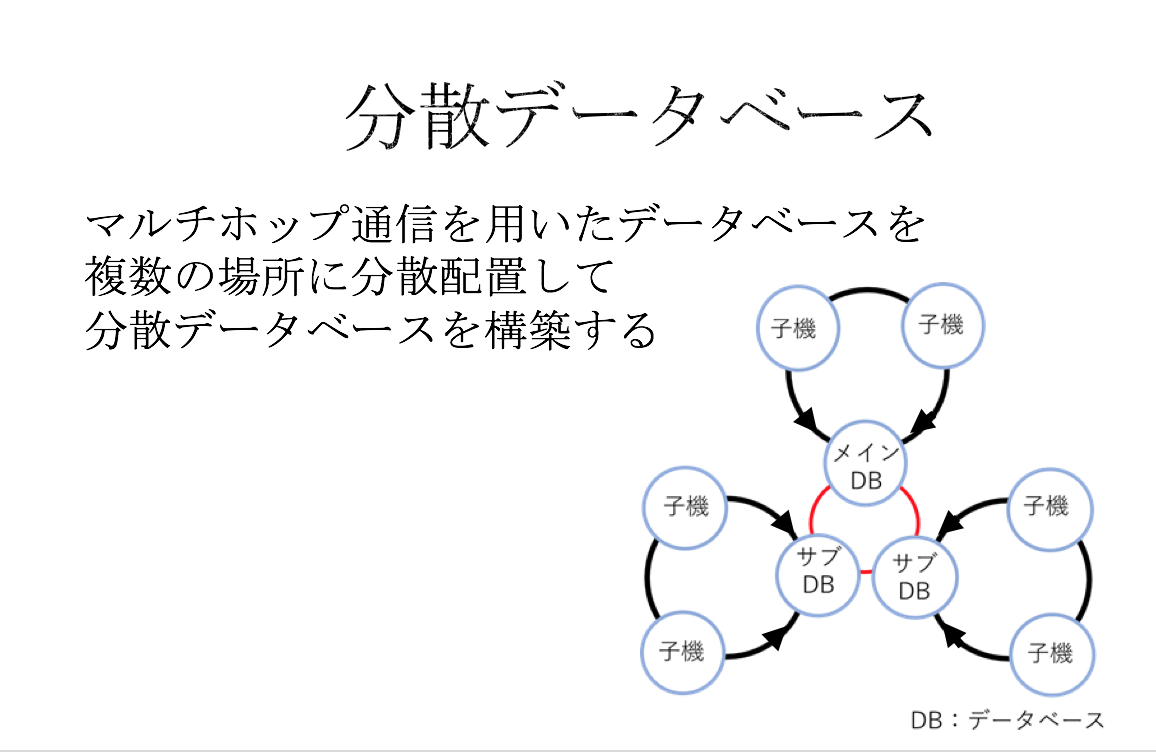 分散データベース
マルチホップ通信を用いたデータベースを
複数の場所に分散配置して
分散データベースを構築する
子機
子機
メイン
DB
子機
子機
サブ
DB
サブ
DB
子機
子機
DB：データベース